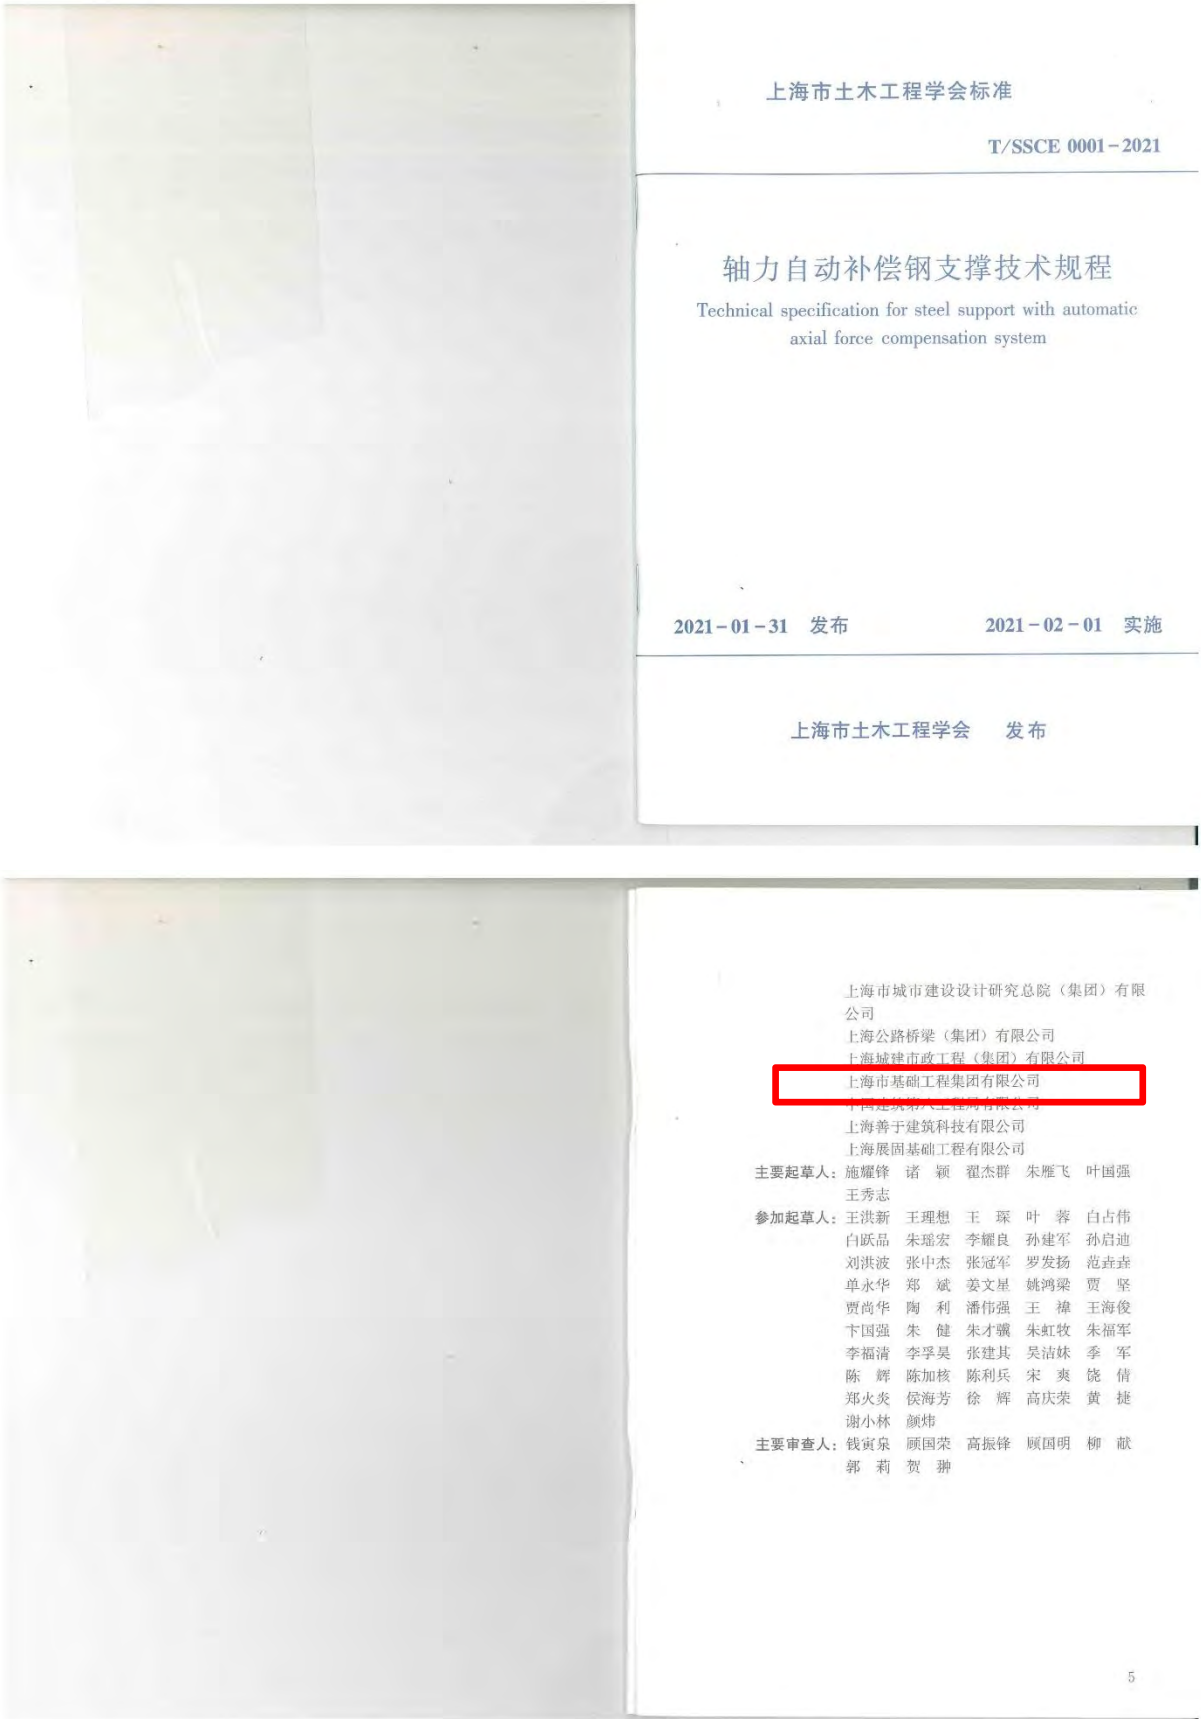 上海市土木工程学会标准
T/SSCE 0001-2021
轴力自动补偿钢支撑技术规程
Technical specification for steel support with automatic
axial force compensation system
2021-01-31 发布 2021-02-01 实施
上海市土木工程学会 发布
上海市城市建设设计研究总院（集团）有限
公司
上海公路桥梁（集团）有限公司
上海城建市政工程（集团）有限公司
上海市基础工程集团有限公司
中国建筑第八工程局有限公司
上海善于建筑科技有限公司
上海展固基础工程有限公司
主要起草人：施耀锋 诸颖 翟杰群 朱雁飞 叶国强
王秀志
参加起草人：王洪新 王理想 王琛 叶蓉 白占伟
白跃品 朱瑶宏 李耀良 孙建军 孙启迪
刘洪波 张中杰 张冠军 罗发扬 范垚垚
单永华 郑斌 姜文星 姚鸿梁 贾坚
贾尚华 陶利 潘伟强 王禕 王海俊
卞国强 朱健 朱才骥 朱虹牧 朱福军
李福清 李孚昊 张建其 吴洁妹 季军
陈辉 陈加核 陈利兵 宋爽 饶倩
郑火炎 侯海芳 徐辉 高庆荣 黄捷
谢小林 颜炜
主要审查人：钱寅泉 顾国荣 高振锋 顾国明 柳献
郭莉 贺翀
5